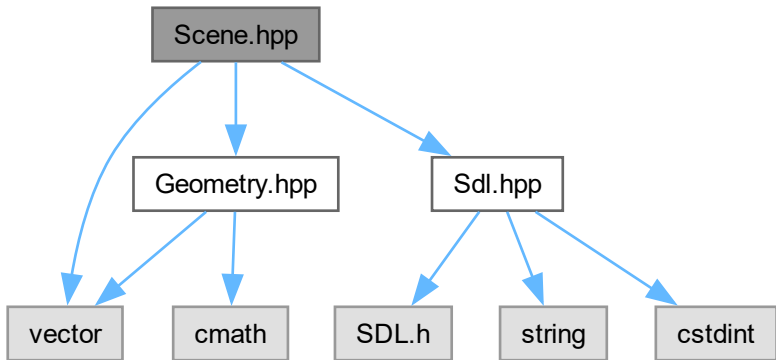 Scene.hpp
Geometry.hpp
Sdl.hpp
vector
cmath
SDL.h
string
cstdint